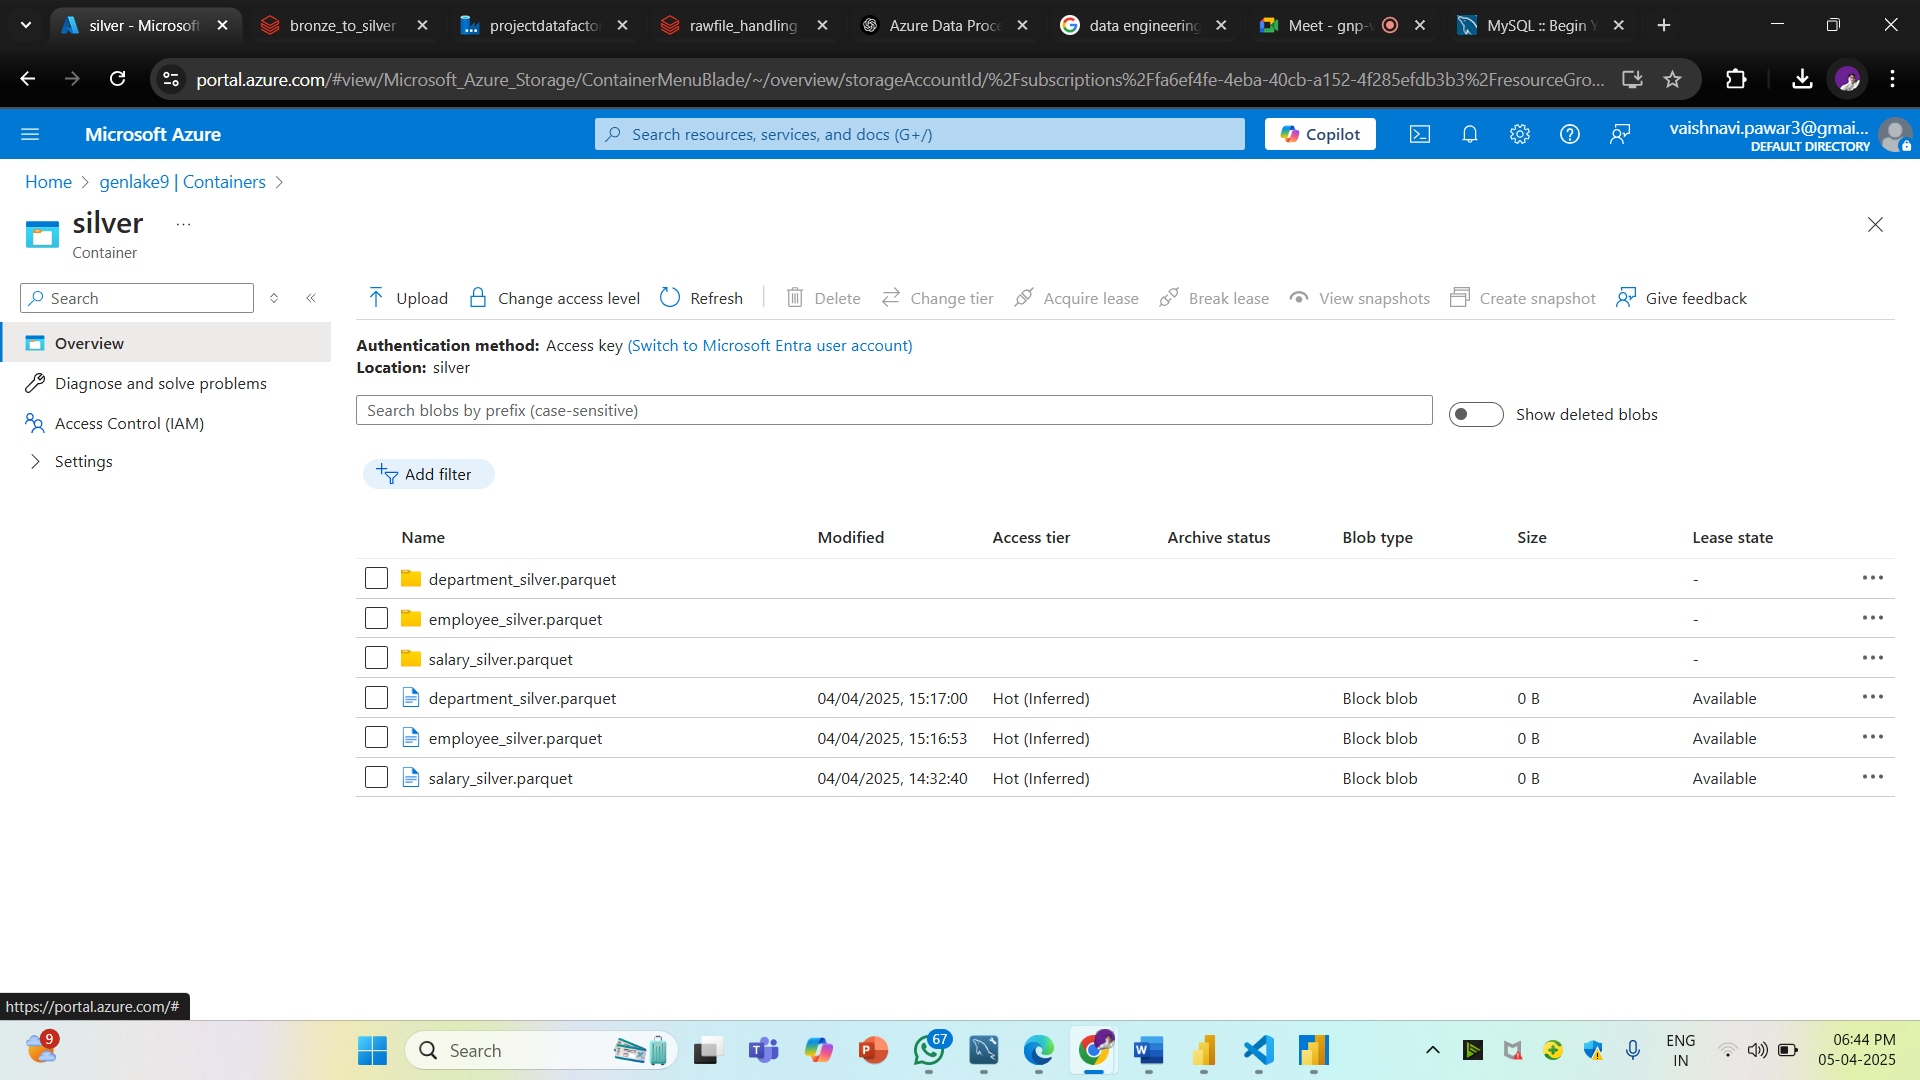 silver - Microsoft
bronze_to_silver
projectdatafactor
rawfile_handling
Azure Data Proce
data engineering
Meet - gnp-v
MySQL :: Begin Y
portal.azure.com/#view/Microsoft_Azure_Storage/ContainerMenuBlade/~/overview/storageAccountId/%2Fsubscriptions%2Ffa6ef4fe-4eba-40cb-a152-4f285efdb3b3%2FresourceGro...
Microsoft Azure
Search resources, services, and docs (G+/)
Copilot
vaishnavi.pawar3@gmai...
DEFAULT DIRECTORY
Home > genlake9 | Containers >
silver ...
Container
Search
Upload Change access level Refresh Delete Change tier Acquire lease Break lease View snapshots Create snapshot Give feedback
Overview
Diagnose and solve problems
Access Control (IAM)
Settings
Authentication method: Access key (Switch to Microsoft Entra user account)
Location: silver
Search blobs by prefix (case-sensitive)
Show deleted blobs
Add filter
Name Modified Access tier Archive status Blob type Size Lease state
department_silver.parquet -
employee_silver.parquet -
salary_silver.parquet -
department_silver.parquet 04/04/2025, 15:17:00 Hot (Inferred) Block blob 0 B Available
employee_silver.parquet 04/04/2025, 15:16:53 Hot (Inferred) Block blob 0 B Available
salary_silver.parquet 04/04/2025, 14:32:40 Hot (Inferred) Block blob 0 B Available
https://portal.azure.com/#
9
Search
67
ENG
IN
06:44 PM
05-04-2025